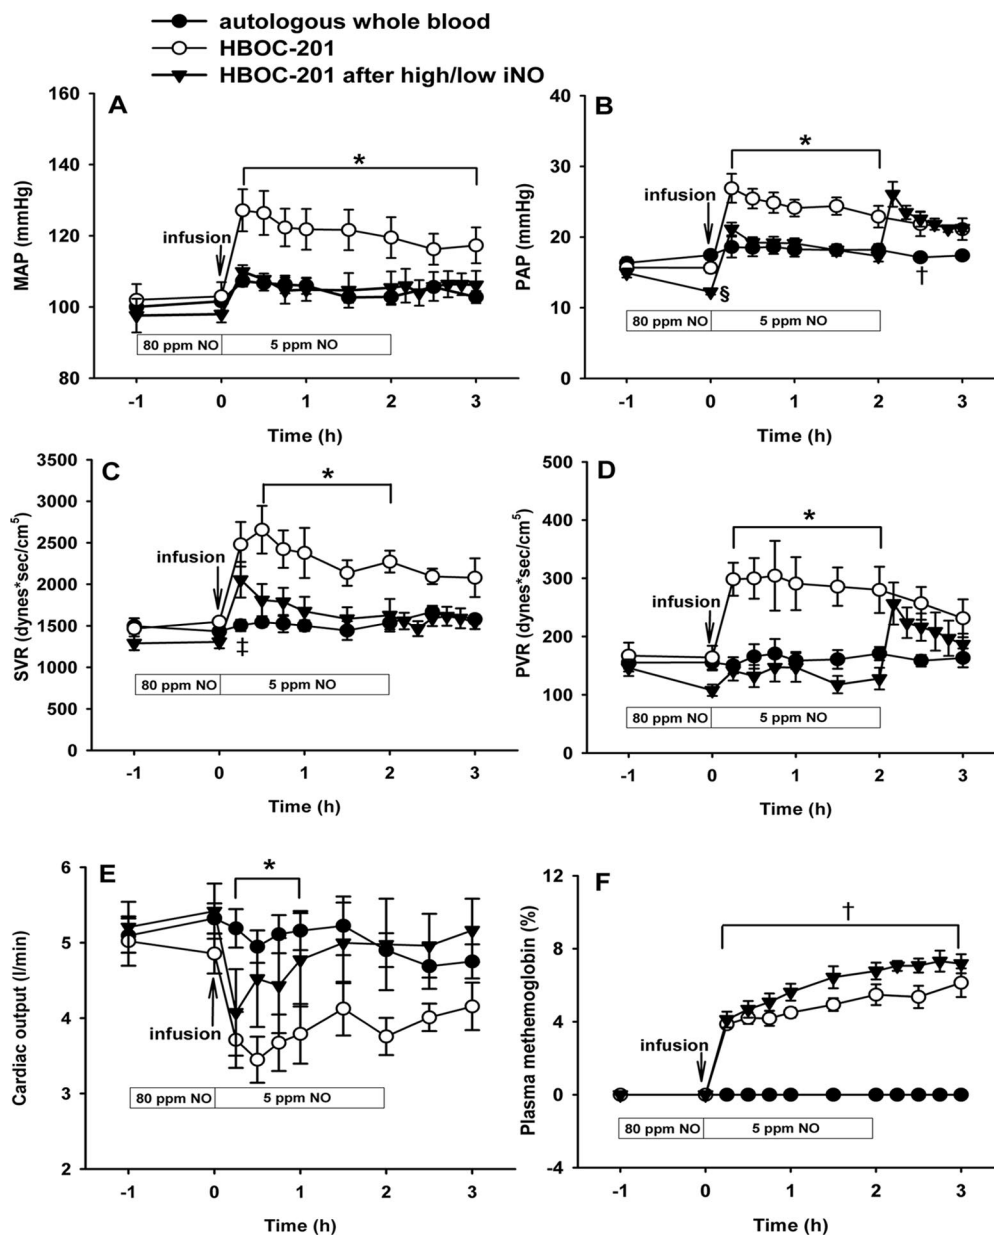 autologous whole blood
HBOC-201
HBOC-201 after high/low iNO
A
MAP (mmHg)
160
140
120
100
80
*
infusion
80 ppm NO
5 ppm NO
-1 0 1 2 3
Time (h)
B
PAP (mmHg)
40
30
20
10
0
*
infusion
§
†
80 ppm NO
5 ppm NO
-1 0 1 2 3
Time (h)
C
SVR (dynes*sec/cm5)
3500
3000
2500
2000
1500
1000
500
0
*
infusion
‡
80 ppm NO
5 ppm NO
-1 0 1 2 3
Time (h)
D
PVR (dynes*sec/cm5)
500
400
300
200
100
0
*
infusion
80 ppm NO
5 ppm NO
-1 0 1 2 3
Time (h)
E
Cardiac output (l/min)
6
5
4
3
2
*
infusion
80 ppm NO
5 ppm NO
-1 0 1 2 3
Time (h)
F
Plasma methemoglobin (%)
12
8
4
0
-4
†
infusion
80 ppm NO
5 ppm NO
-1 0 1 2 3
Time (h)